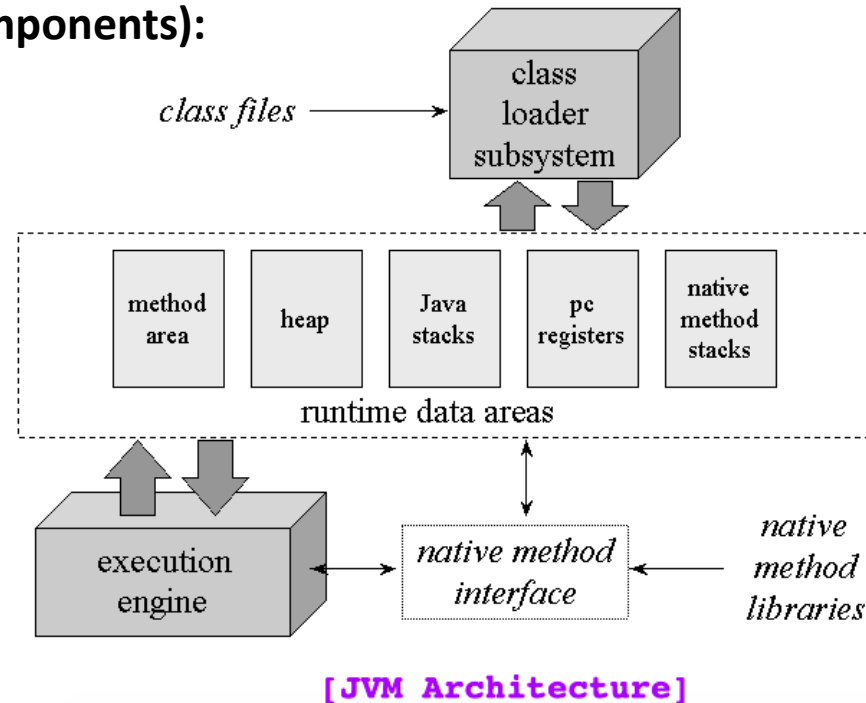 mponents):
class
loader
subsystem
class files
method
area
heap
Java
stacks
pc
registers
native
method
stacks
runtime data areas
execution
engine
native method
interface
native
method
libraries
[JVM Architecture]